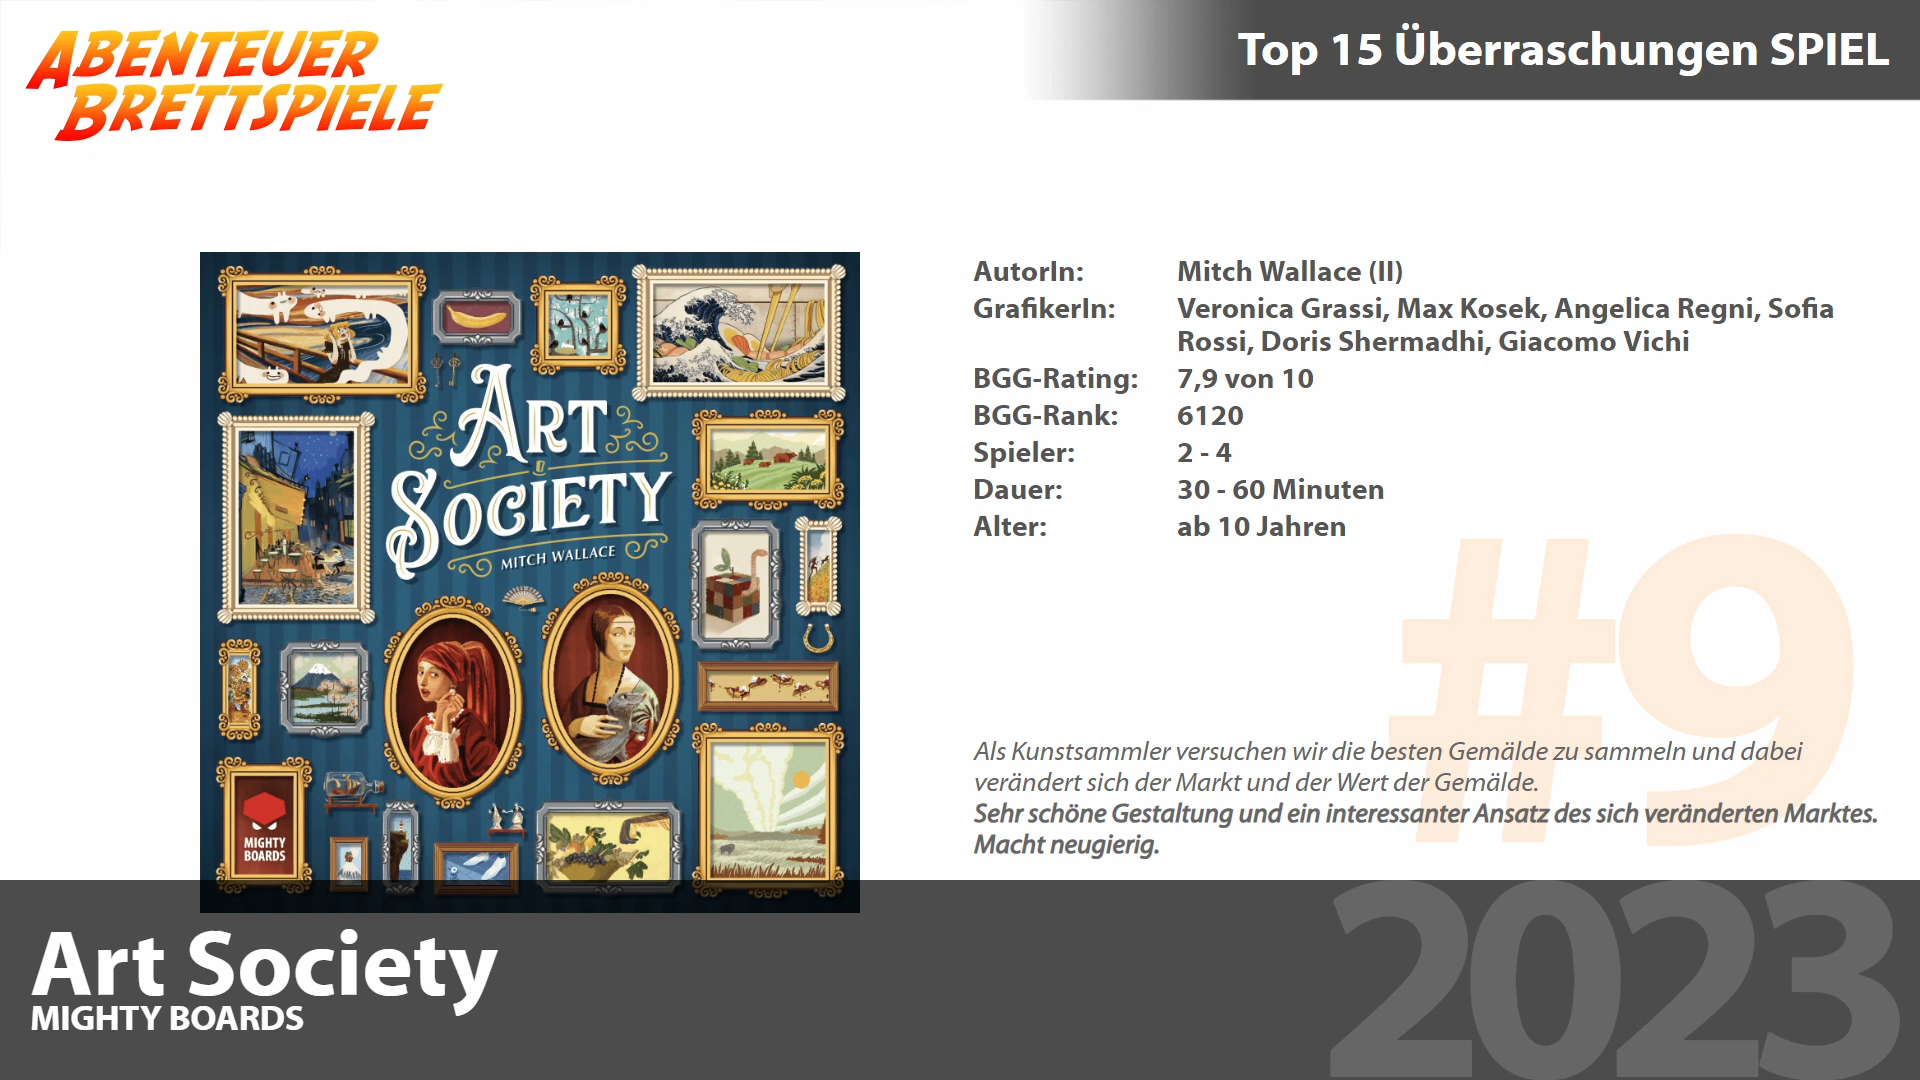 ABENTEUER
BRETTSPIELE
Top 15 Überraschungen SPIEL
ART
SOCIETY
MITCH WALLACE
MIGHTY
BOARDS
AutorIn: Mitch Wallace (II)
GrafikerIn: Veronica Grassi, Max Kosek, Angelica Regni, Sofia
Rossi, Doris Shermadhi, Giacomo Vichi
BGG-Rating: 7,9 von 10
BGG-Rank: 6120
Spieler: 2 - 4
Dauer: 30 - 60 Minuten
Alter: ab 10 Jahren
#9
Als Kunstsammler versuchen wir die besten Gemälde zu sammeln und dabei
verändert sich der Markt und der Wert der Gemälde.
Sehr schöne Gestaltung und ein interessanter Ansatz des sich veränderten Marktes.
Macht neugierig.
Art Society
MIGHTY BOARDS
2023